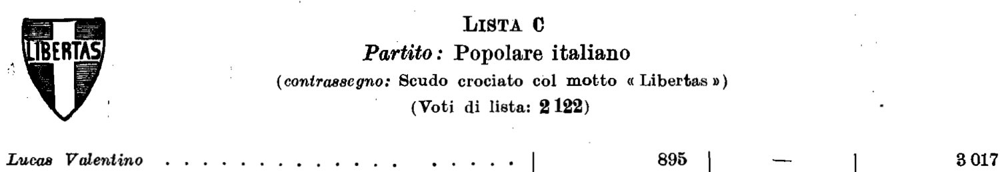 LIBERTAS
LISTA C
Partito: Popolare italiano
(contrassegno: Scudo crociato col motto « Libertas »)
(Voti di lista: 2 122)
Lucas Valentino . . . . . . . . . . . . . . . . . . | 895 | — | 3 017